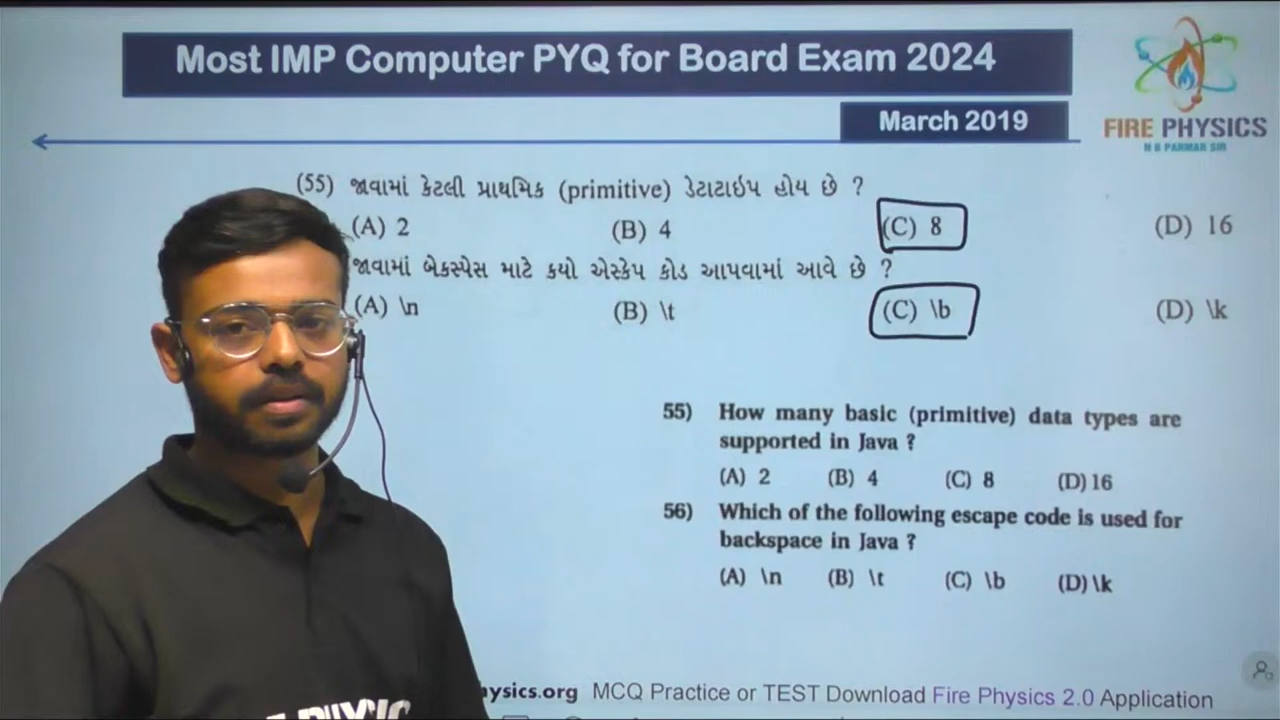 Most IMP Computer PYQ for Board Exam 2024
March 2019
FIRE PHYSICS
N B PARMAR SIR
(55) જાવામાં કેટલી પ્રાથમિક (primitive) ડેટાટાઇપ હોય છે ?
(A) 2 (B) 4 (C) 8 (D) 16
જાવામાં બેકસ્પેસ માટે કયો એસ્કેપ કોડ આપવામાં આવે છે ?
(A) \n (B) \t (C) \b (D) \k
55) How many basic (primitive) data types are
supported in Java ?
(A) 2 (B) 4 (C) 8 (D) 16
56) Which of the following escape code is used for
backspace in Java ?
(A) \n (B) \t (C) \b (D) \k
ysics.org MCQ Practice or TEST Download Fire Physics 2.0 Application